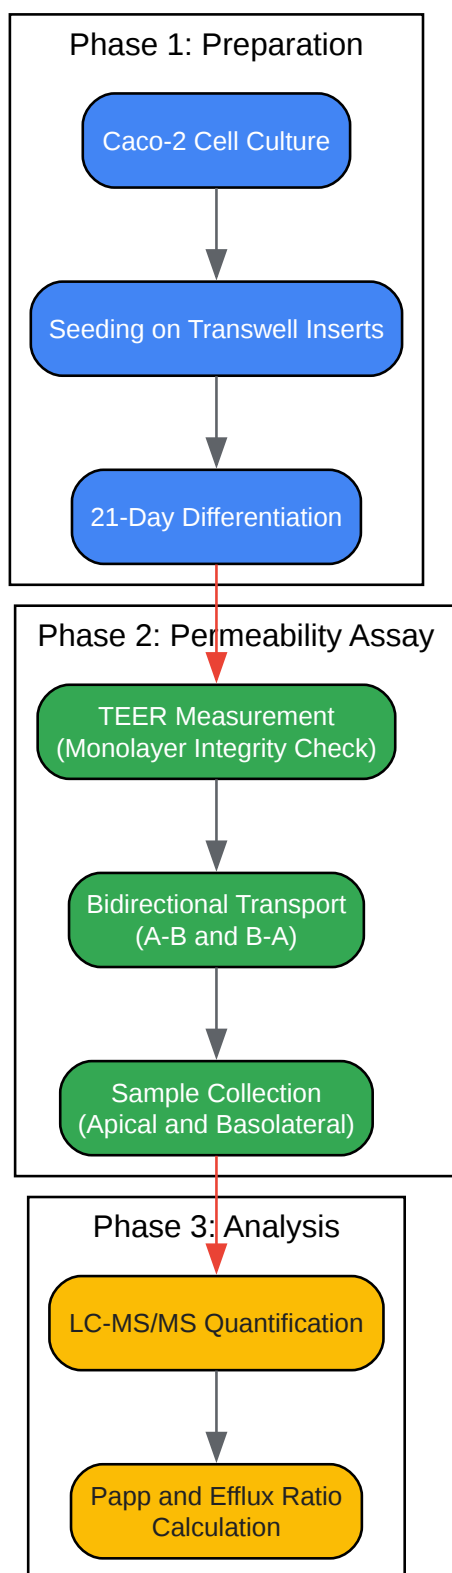 Phase 1: Preparation
Caco-2 Cell Culture
Seeding on Transwell Inserts
21-Day Differentiation
Phase 2: Permeability Assay
TEER Measurement
(Monolayer Integrity Check)
Bidirectional Transport
(A-B and B-A)
Sample Collection
(Apical and Basolateral)
Phase 3: Analysis
LC-MS/MS Quantification
Papp and Efflux Ratio
Calculation